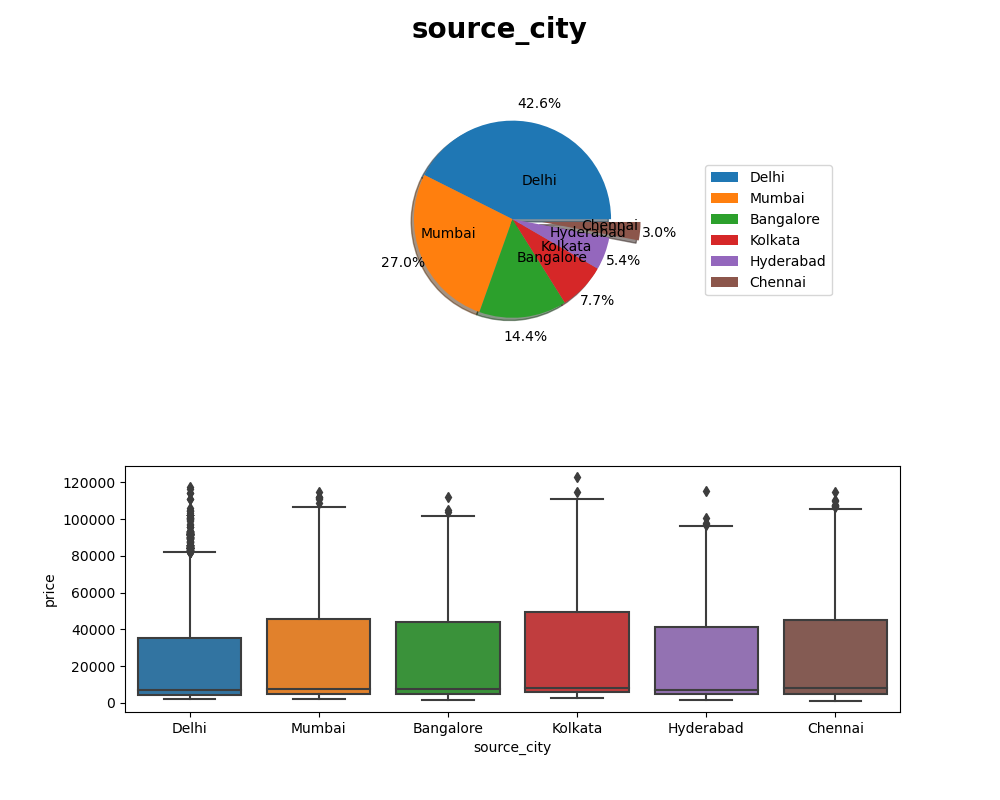 source_city
42.6%
Delhi
Mumbai
27.0%
Bangalore
14.4%
Kolkata
7.7%
Hyderabad
5.4%
Chennai
3.0%
Delhi
Mumbai
Bangalore
Kolkata
Hyderabad
Chennai
price
120000
100000
80000
60000
40000
20000
0
Delhi Mumbai Bangalore Kolkata Hyderabad Chennai
source_city